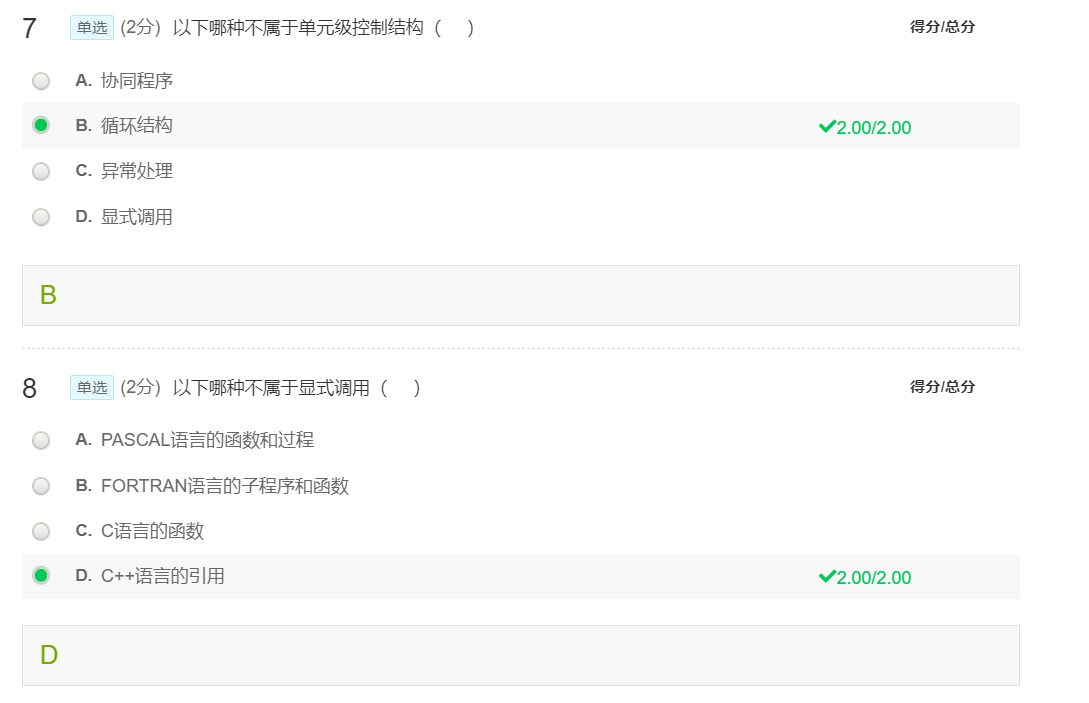 7 单选 (2分) 以下哪种不属于单元级控制结构（ ） 得分/总分
A. 协同程序
B. 循环结构 2.00/2.00
C. 异常处理
D. 显式调用
B
8 单选 (2分) 以下哪种不属于显式调用（ ） 得分/总分
A. PASCAL语言的函数和过程
B. FORTRAN语言的子程序和函数
C. C语言的函数
D. C++语言的引用 2.00/2.00
D